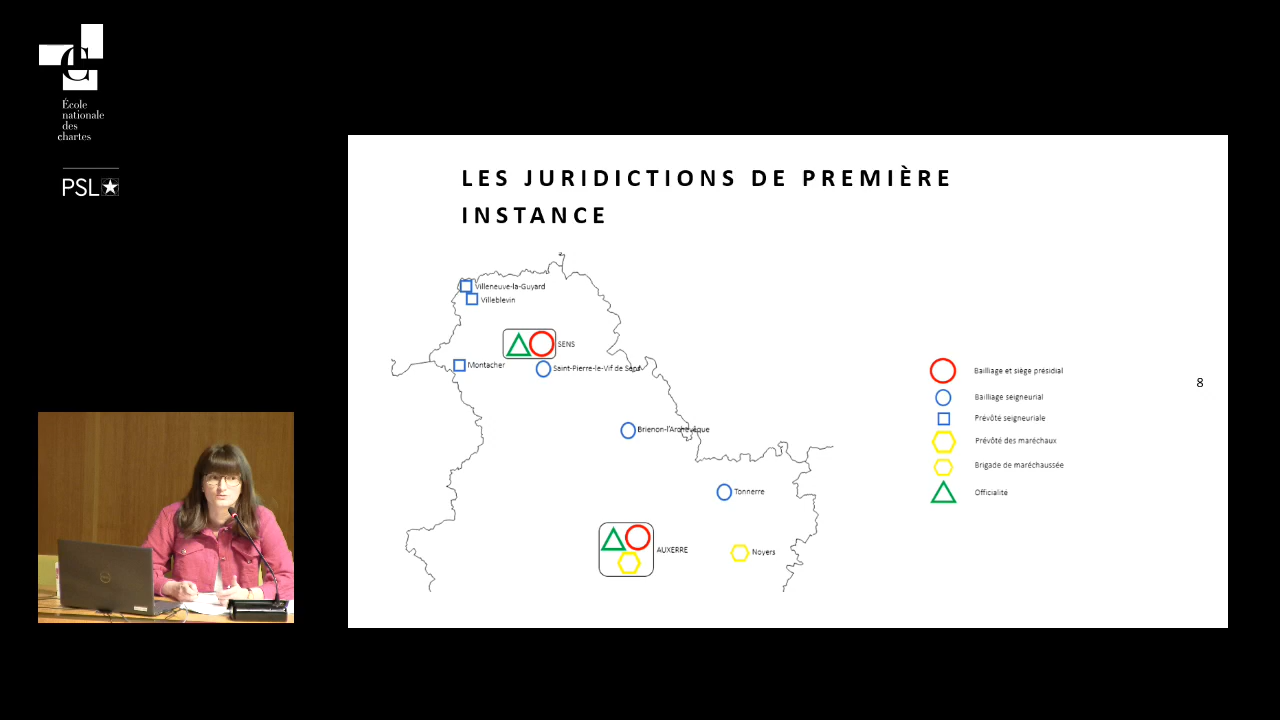 École
nationale
des
chartes
PSL
LES JURIDICTIONS DE PREMIÈRE
INSTANCE
Villeneuve-la-Guyard
Villeblevin
SENS
Montacher
Saint-Pierre-le-Vif de Sens
Brienon-l'Archevêque
Tonnerre
AUXERRE
Noyers
Bailliage et siège présidial
Bailliage seigneurial
Prévôté seigneuriale
Prévôté des maréchaux
Brigade de maréchaussée
Officialité
8